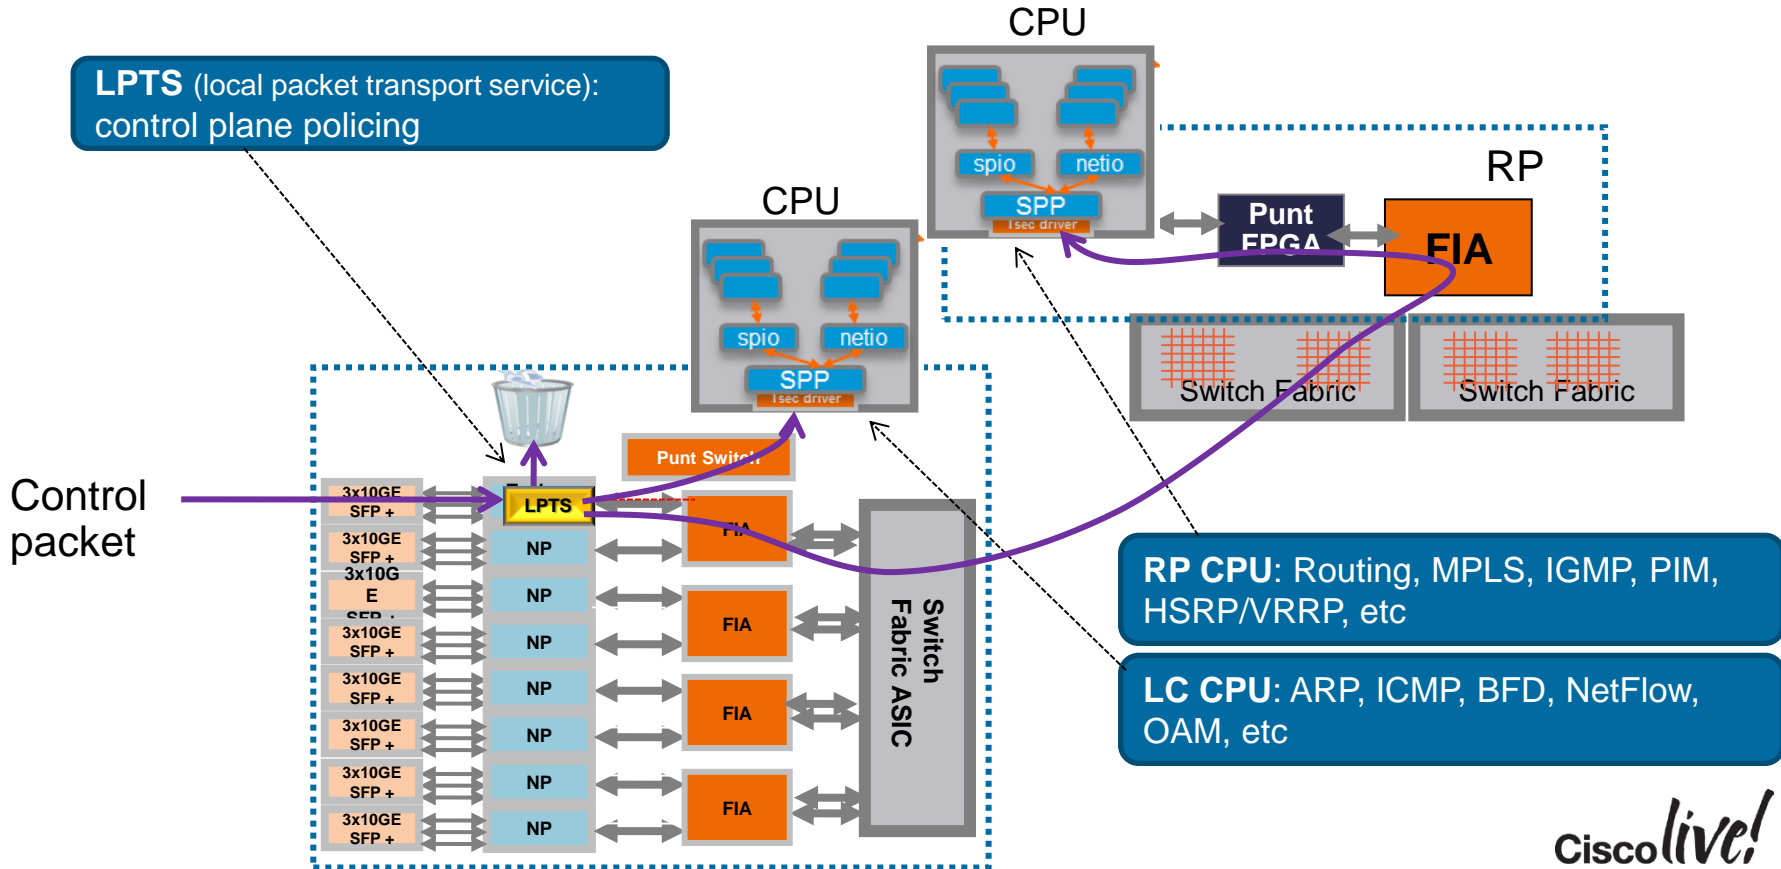 CPU
LPTS (local packet transport service):
control plane policing
spio
netio
SPP
Tsec driver
RP
Punt
FPGA
FIA
CPU
spio
netio
SPP
Tsec driver
Switch Fabric
Switch Fabric
Punt Switch
Control
packet
3x10GE
SFP +
LPTS
FIA
3x10GE
SFP +
NP
3x10G
E
SFP +
NP
3x10GE
SFP +
NP
FIA
3x10GE
SFP +
NP
3x10GE
SFP +
NP
FIA
3x10GE
SFP +
NP
3x10GE
SFP +
NP
FIA
Switch
Fabric ASIC
RP CPU: Routing, MPLS, IGMP, PIM,
HSRP/VRRP, etc
LC CPU: ARP, ICMP, BFD, NetFlow,
OAM, etc
Cisco live!